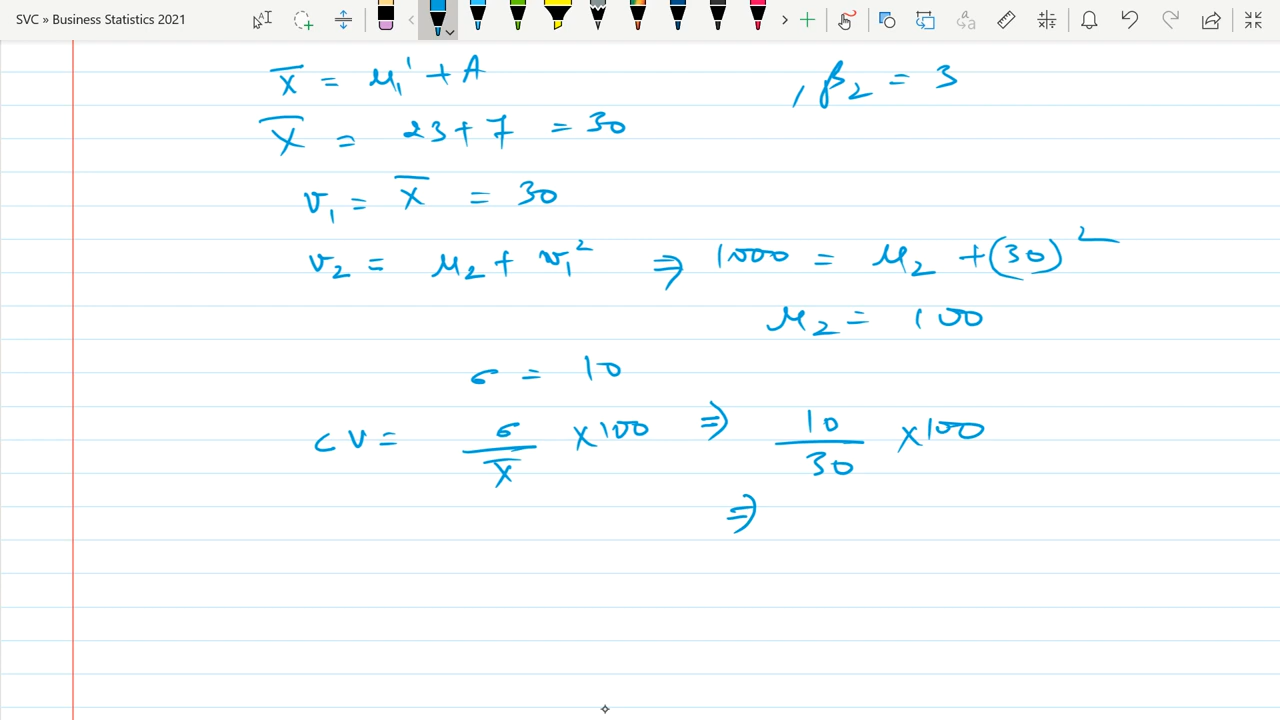 SVC » Business Statistics 2021
x̄ = μ₁' + A , β₂ = 3
X̄ = 23 + 7 = 30
v₁ = x̄ = 30
v₂ = μ₂ + v₁² ⇒ 1000 = μ₂ + (30)²
μ₂ = 100
σ = 10
CV = σ/x̄ × 100 ⇒ 10/30 × 100
⇒